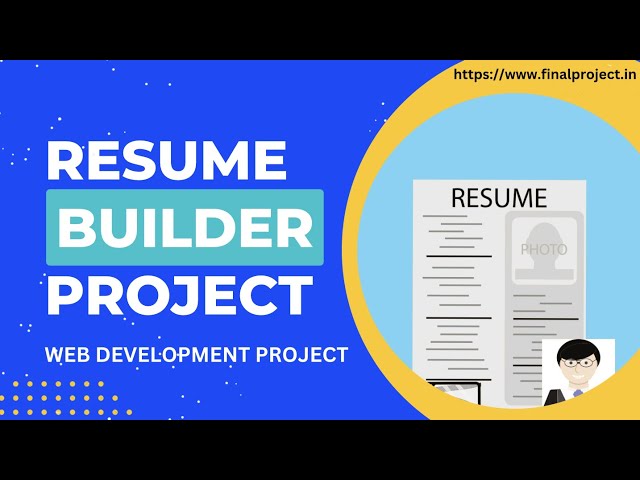 https://www.finalproject.in
RESUME
BUILDER
PROJECT
WEB DEVELOPMENT PROJECT
RESUME
PHOTO